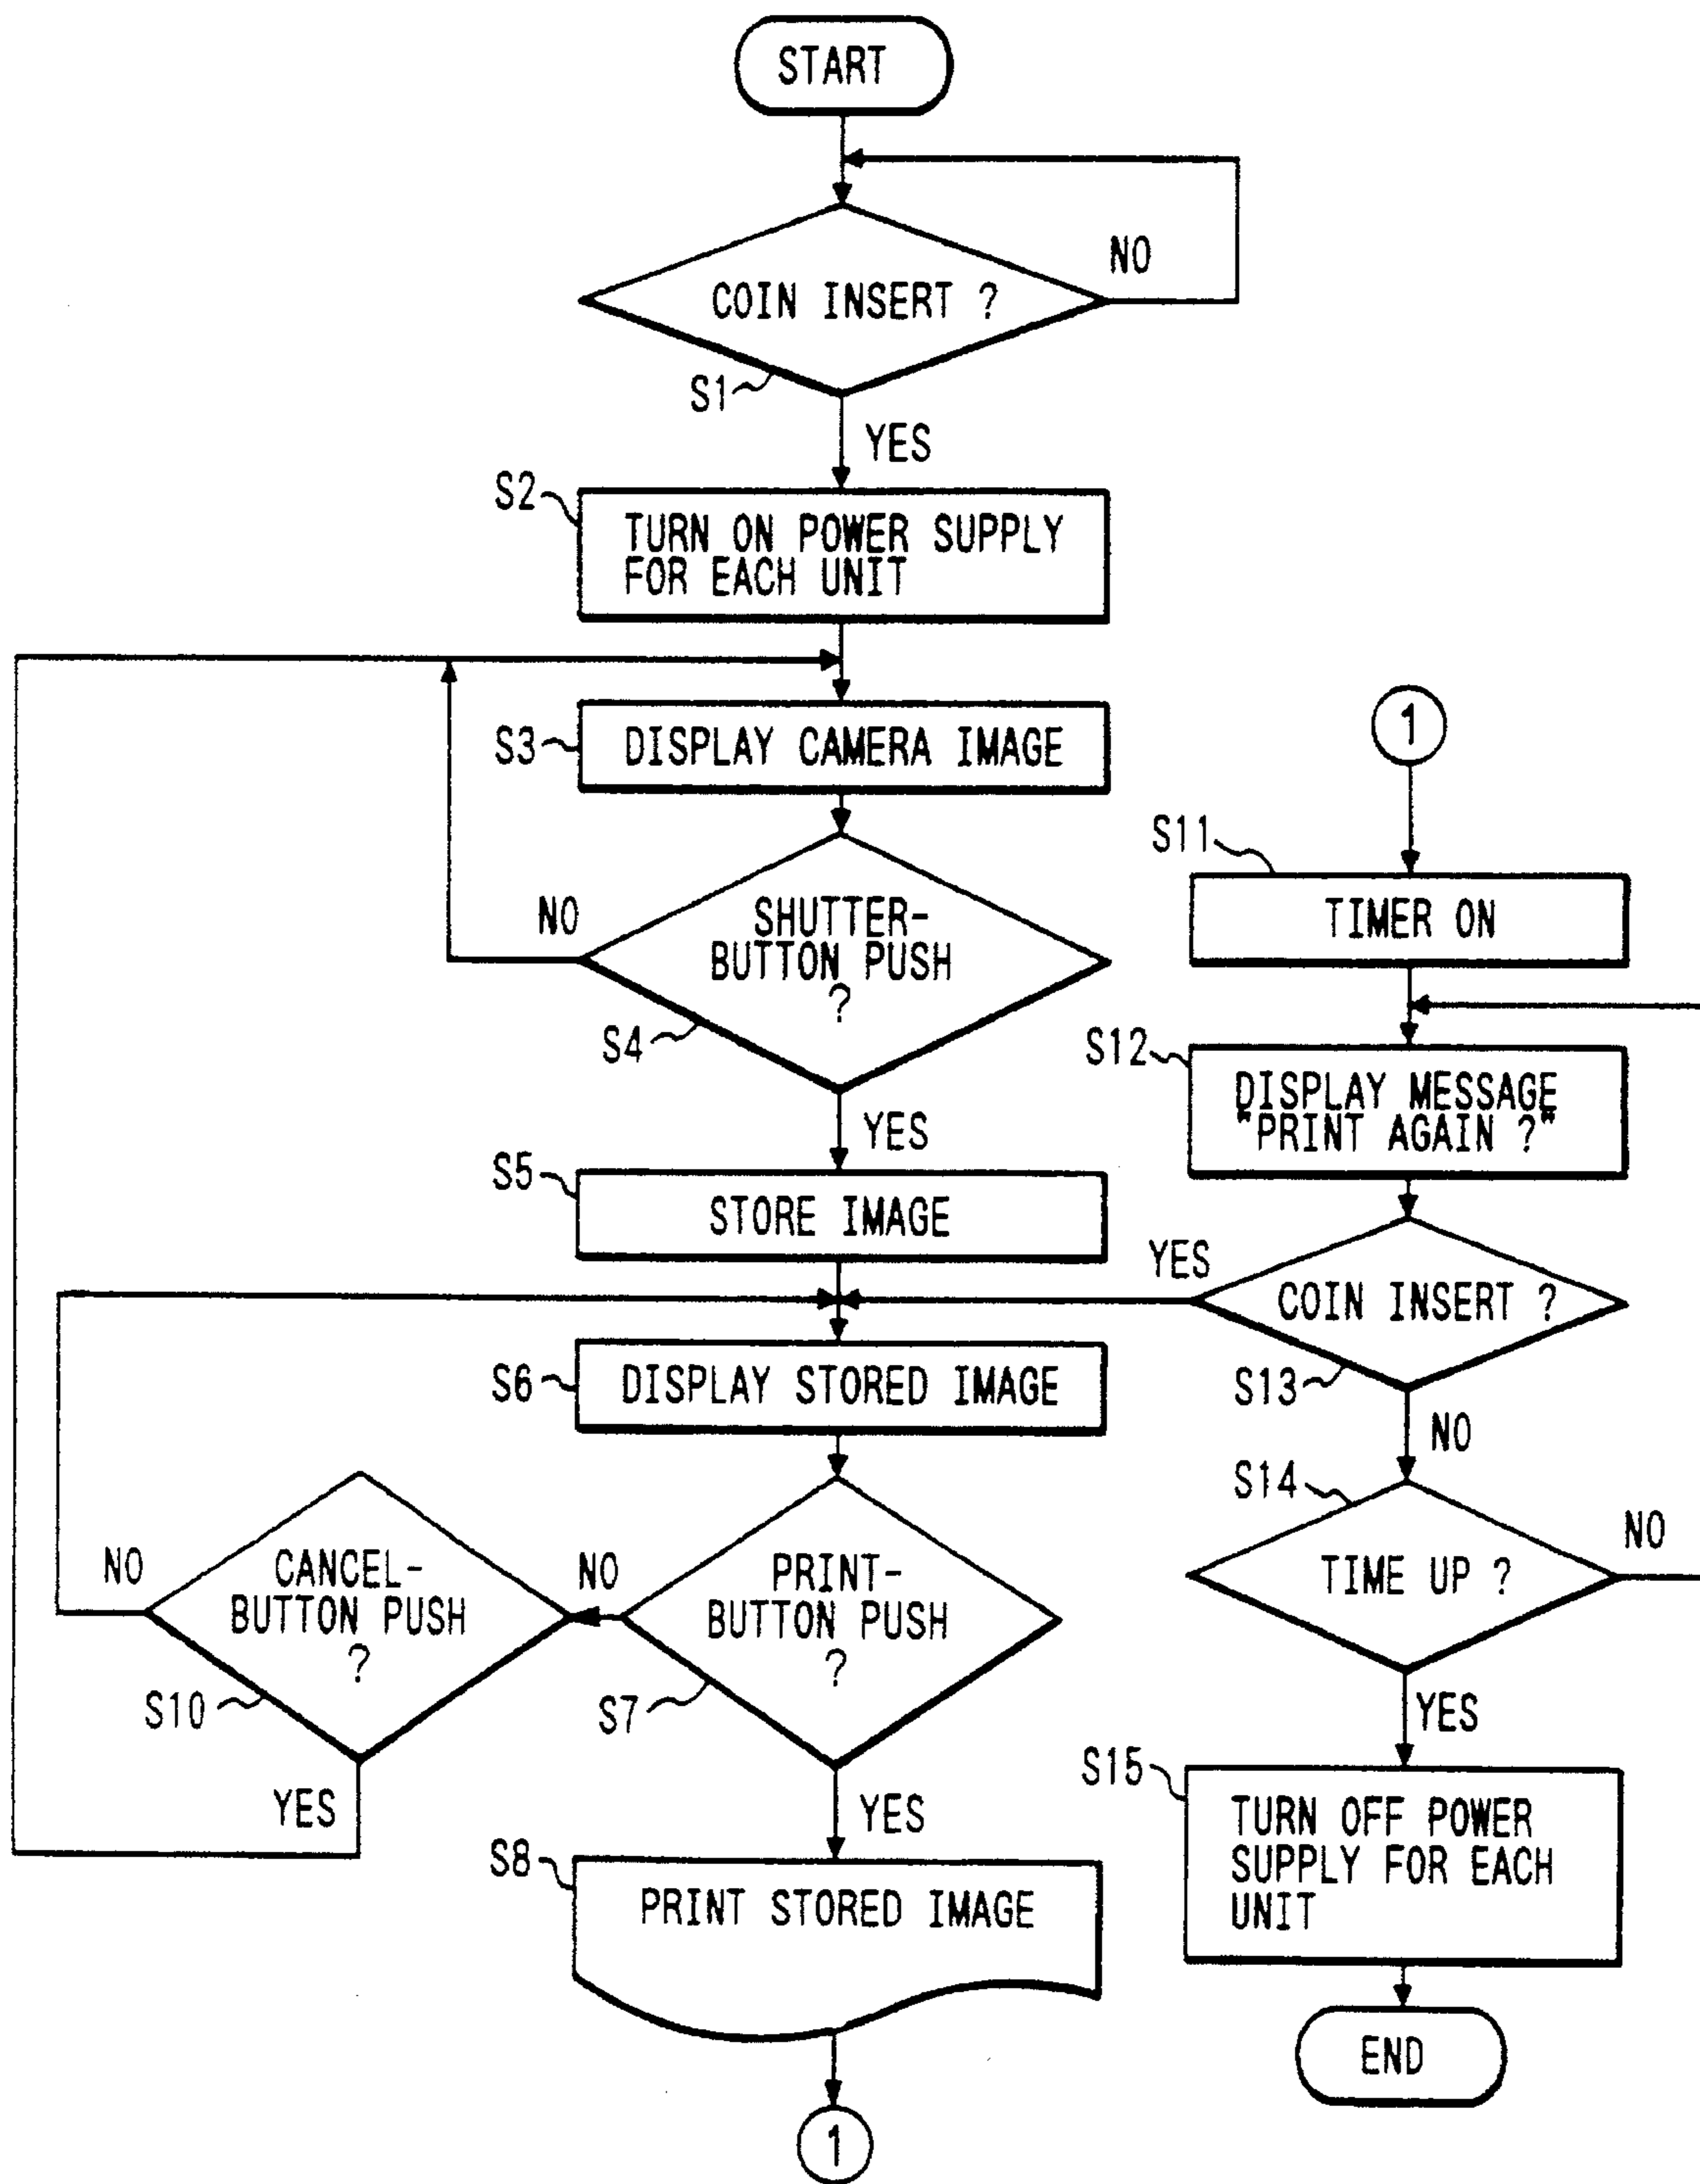 START
NO
COIN INSERT ?
S1
YES
S2
TURN ON POWER SUPPLY
FOR EACH UNIT
S3
DISPLAY CAMERA IMAGE
NO
SHUTTER-
BUTTON PUSH
?
S4
YES
S5
STORE IMAGE
S6
DISPLAY STORED IMAGE
NO
CANCEL-
BUTTON PUSH
?
S10
YES
NO
PRINT-
BUTTON PUSH
?
S7
YES
S8
PRINT STORED IMAGE
1
1
S11
TIMER ON
S12
DISPLAY MESSAGE
"PRINT AGAIN ?"
YES
COIN INSERT ?
S13
NO
S14
TIME UP ?
NO
YES
S15
TURN OFF POWER
SUPPLY FOR EACH
UNIT
END